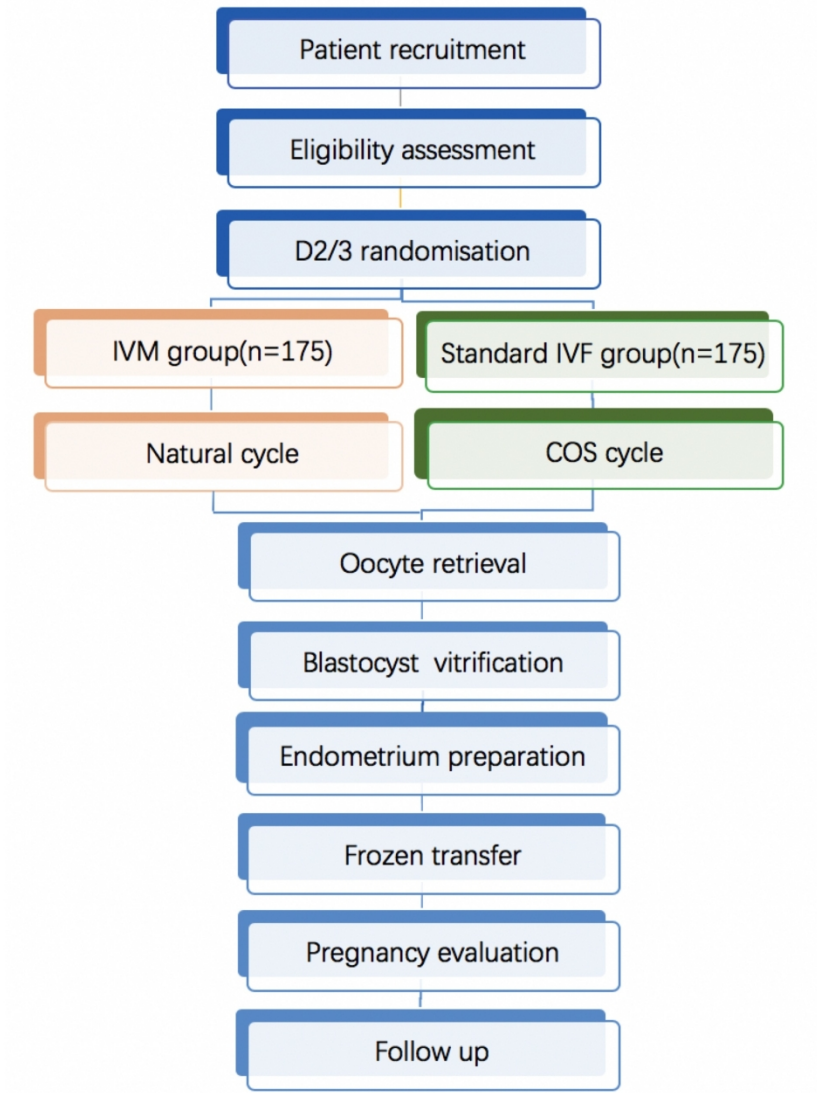 Patient recruitment
Eligibility assessment
D2/3 randomisation
IVM group(n=175)
Standard IVF group(n=175)
Natural cycle
COS cycle
Oocyte retrieval
Blastocyst  vitrification
Endometrium preparation
Frozen transfer
Pregnancy evaluation
Follow up